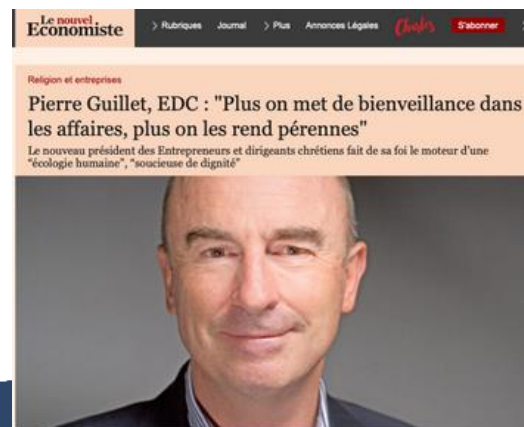 Le nouvel
Economiste
> Rubriques Journal > Plus Annonces Légales Charles S'abonner
Religion et entreprises
Pierre Guillet, EDC : "Plus on met de bienveillance dans
les affaires, plus on les rend pérennes"
Le nouveau président des Entrepreneurs et dirigeants chrétiens fait de sa foi le moteur d'une
"écologie humaine", "soucieuse de dignité"